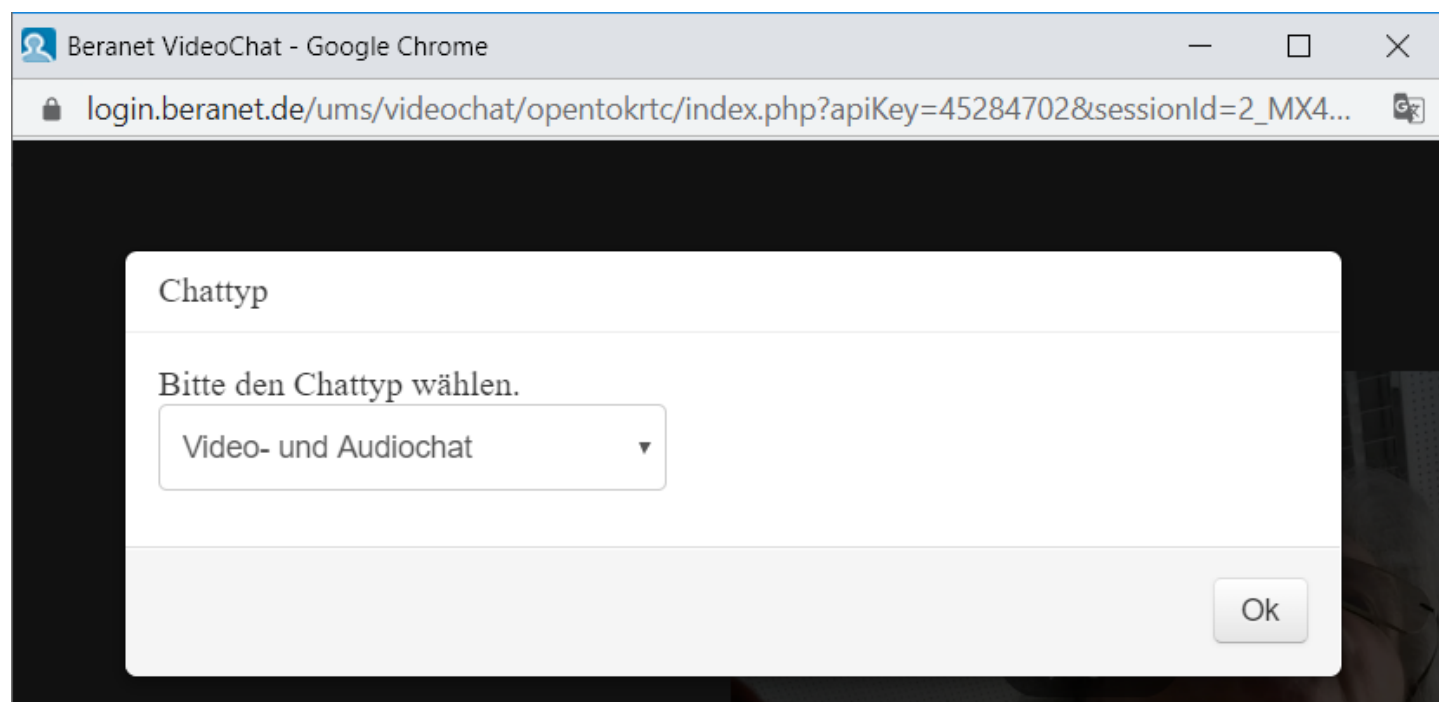 Beranet VideoChat - Google Chrome
login.beranet.de/ums/videochat/opentokrtc/index.php?apiKey=45284702&sessionId=2_MX4...
Chattyp
Bitte den Chattyp wählen.
Video- und Audiochat
Ok